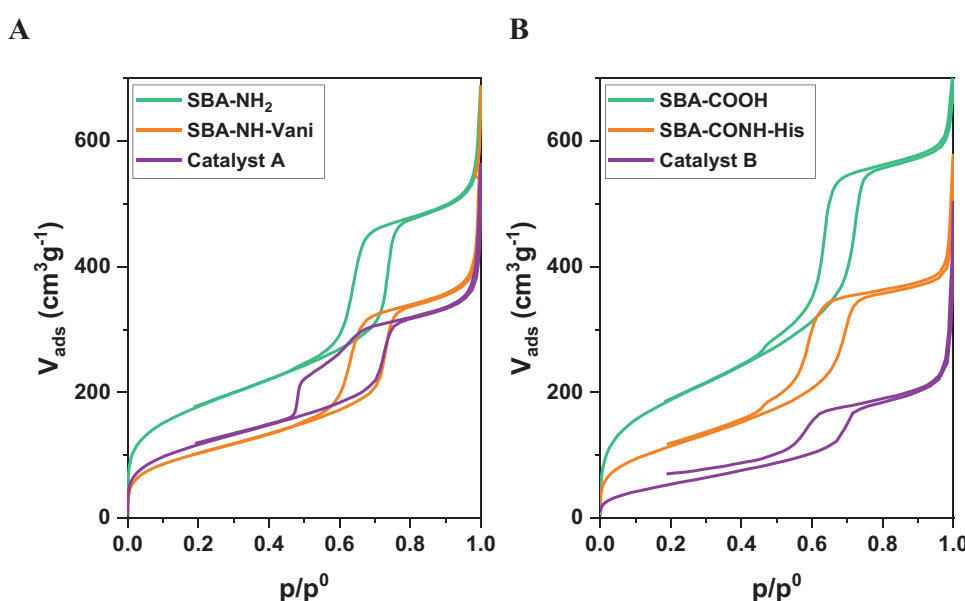 A
SBA-NH₂
SBA-NH-Vani
Catalyst A
600
400
200
0
V_ads (cm³g⁻¹)
0.0 0.2 0.4 0.6 0.8 1.0
p/p⁰
B
SBA-COOH
SBA-CONH-His
Catalyst B
600
400
200
0
V_ads (cm³g⁻¹)
0.0 0.2 0.4 0.6 0.8 1.0
p/p⁰